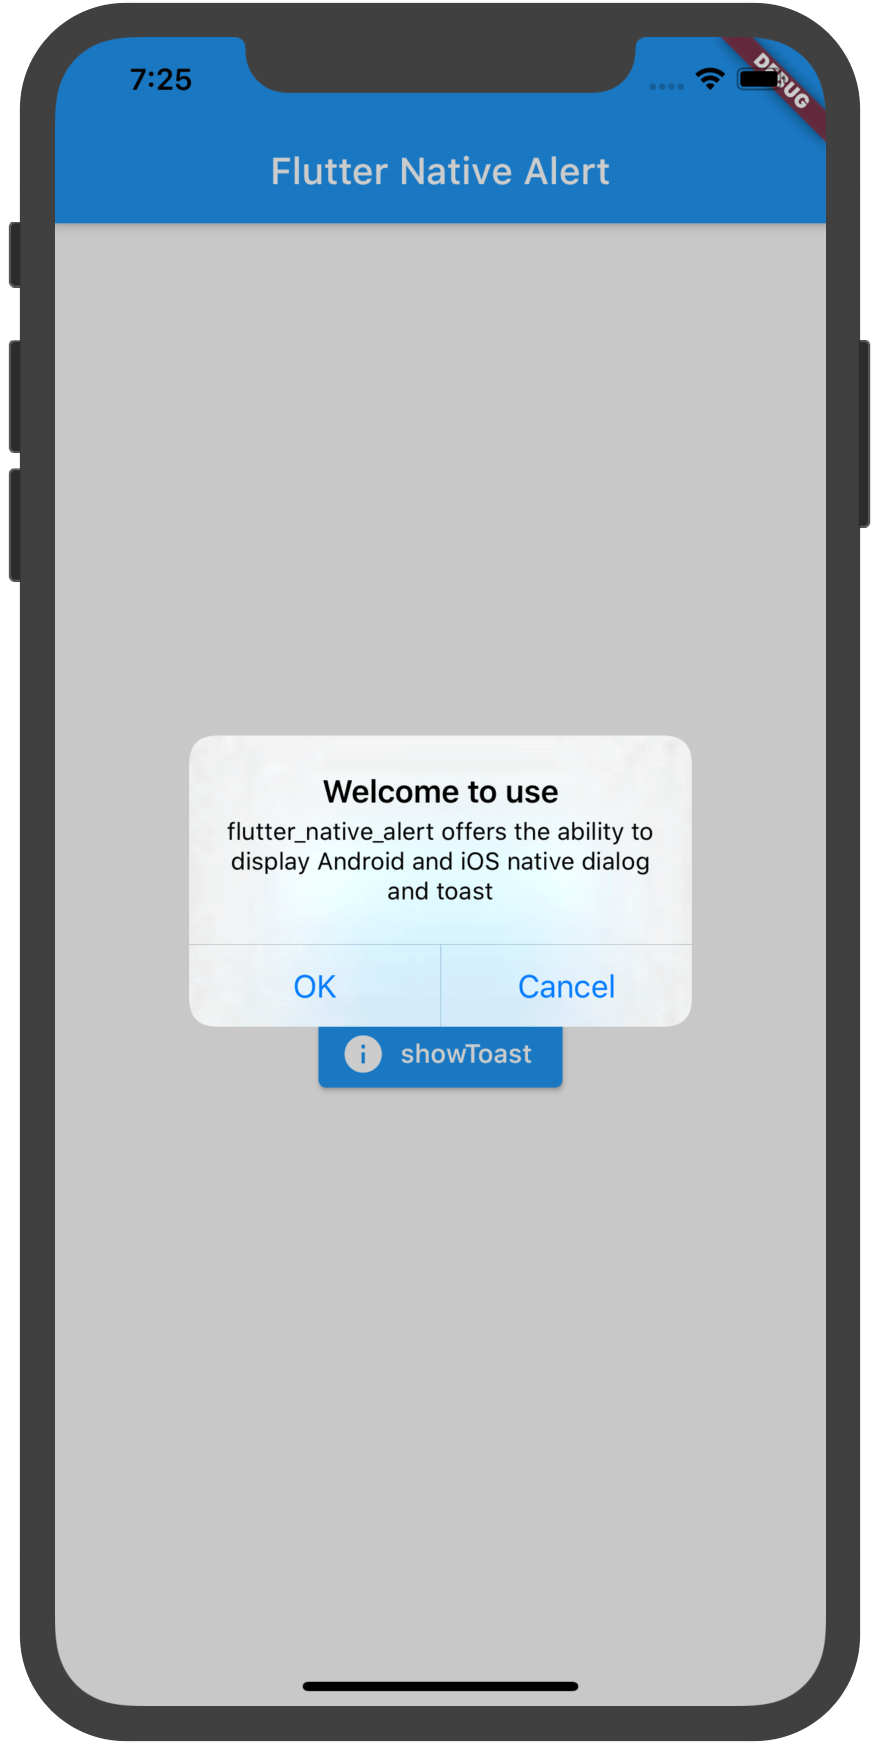 7:25
DEBUG
Flutter Native Alert
Welcome to use
flutter_native_alert offers the ability to
display Android and iOS native dialog
and toast
OK
Cancel
showToast